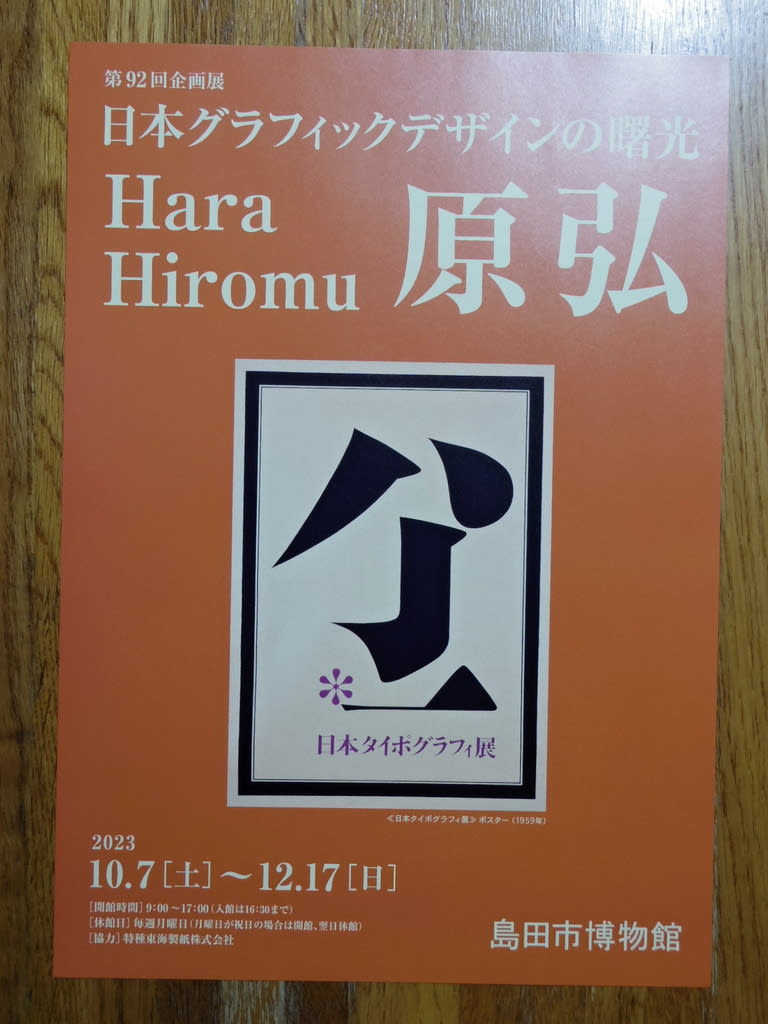 第92回企画展
日本グラフィックデザインの曙光
Hara
Hiromu
原弘
日本タイポグラフィ展
《日本タイポグラフィ展》ポスター（1959年）
2023
10.7［土］～12.17［日］
［開館時間］9:00～17:00（入館は16:30まで）
［休館日］毎週月曜日（月曜日が祝日の場合は開館、翌日休館）
［協力］特種東海製紙株式会社
島田市博物館